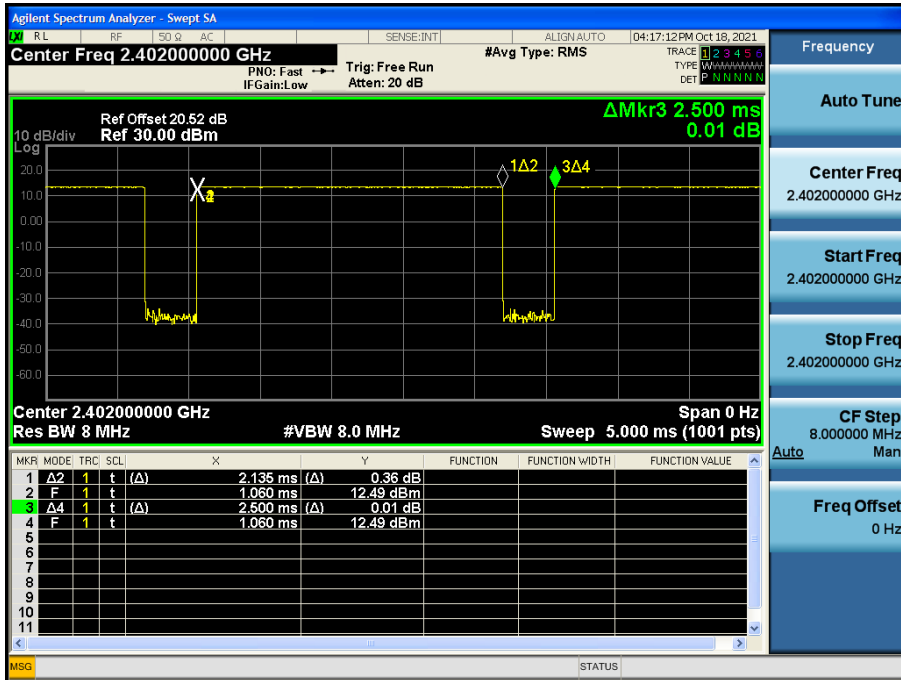 Agilent Spectrum Analyzer - Swept SA
LXI RL RF 50 Ω AC SENSE:INT ALIGN AUTO 04:17:12 PM Oct 18, 2021
Center Freq 2.402000000 GHz
PNO: Fast
IFGain:Low
Trig: Free Run
Atten: 20 dB
#Avg Type: RMS
TRACE 1 2 3 4 5 6
TYPE WWWWWW
DET P N N N N N
Ref Offset 20.52 dB
10 dB/div Ref 30.00 dBm
Log
ΔMkr3 2.500 ms
0.01 dB
20.0
10.0
0.00
-10.0
-20.0
-30.0
-40.0
-50.0
-60.0
1Δ2
3Δ4
Center 2.402000000 GHz Span 0 Hz
Res BW 8 MHz #VBW 8.0 MHz Sweep 5.000 ms (1001 pts)
MKR MODE TRC SCL X Y FUNCTION FUNCTION WIDTH FUNCTION VALUE
1 Δ2 1 t (Δ) 2.135 ms (Δ) 0.36 dB
2 F 1 t 1.060 ms 12.49 dBm
3 Δ4 1 t (Δ) 2.500 ms (Δ) 0.01 dB
4 F 1 t 1.060 ms 12.49 dBm
5
6
7
8
9
10
11
MSG STATUS
Frequency
Auto Tune
Center Freq
2.402000000 GHz
Start Freq
2.402000000 GHz
Stop Freq
2.402000000 GHz
CF Step
8.000000 MHz
Auto Man
Freq Offset
0 Hz